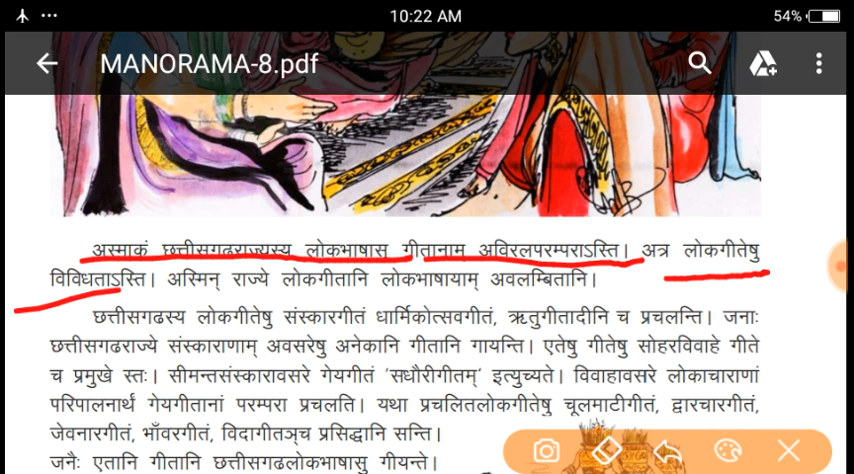 10:22 AM
54%
MANORAMA-8.pdf
अस्माकं छत्तीसगढराज्यस्य लोकभाषासु गीतानाम् अविरलपरम्पराऽस्ति। अत्र लोकगीतेषु
विविधताऽस्ति। अस्मिन् राज्ये लोकगीतानि लोकभाषायाम् अवलम्बितानि।
छत्तीसगढस्य लोकगीतेषु संस्कारगीतं धार्मिकोत्सवगीतं, ऋतुगीतादीनि च प्रचलन्ति। जनाः
छत्तीसगढराज्ये संस्काराणाम् अवसरेषु अनेकानि गीतानि गायन्ति। एतेषु गीतेषु सोहरविवाहे गीते
च प्रमुखे स्तः। सीमन्तसंस्कारावसरे गेयगीतं 'सधौरीगीतम्' इत्युच्यते। विवाहावसरे लोकाचाराणां
परिपालनार्थं गेयगीतानां परम्परा प्रचलति। यथा प्रचलितलोकगीतेषु चूलमाटीगीतं, द्वारचारगीतं,
जेवनारगीतं, भाँवरगीतं, विदागीतञ्च प्रसिद्धानि सन्ति।
जनैः एतानि गीतानि छत्तीसगढलोकभाषासु गीयन्ते।